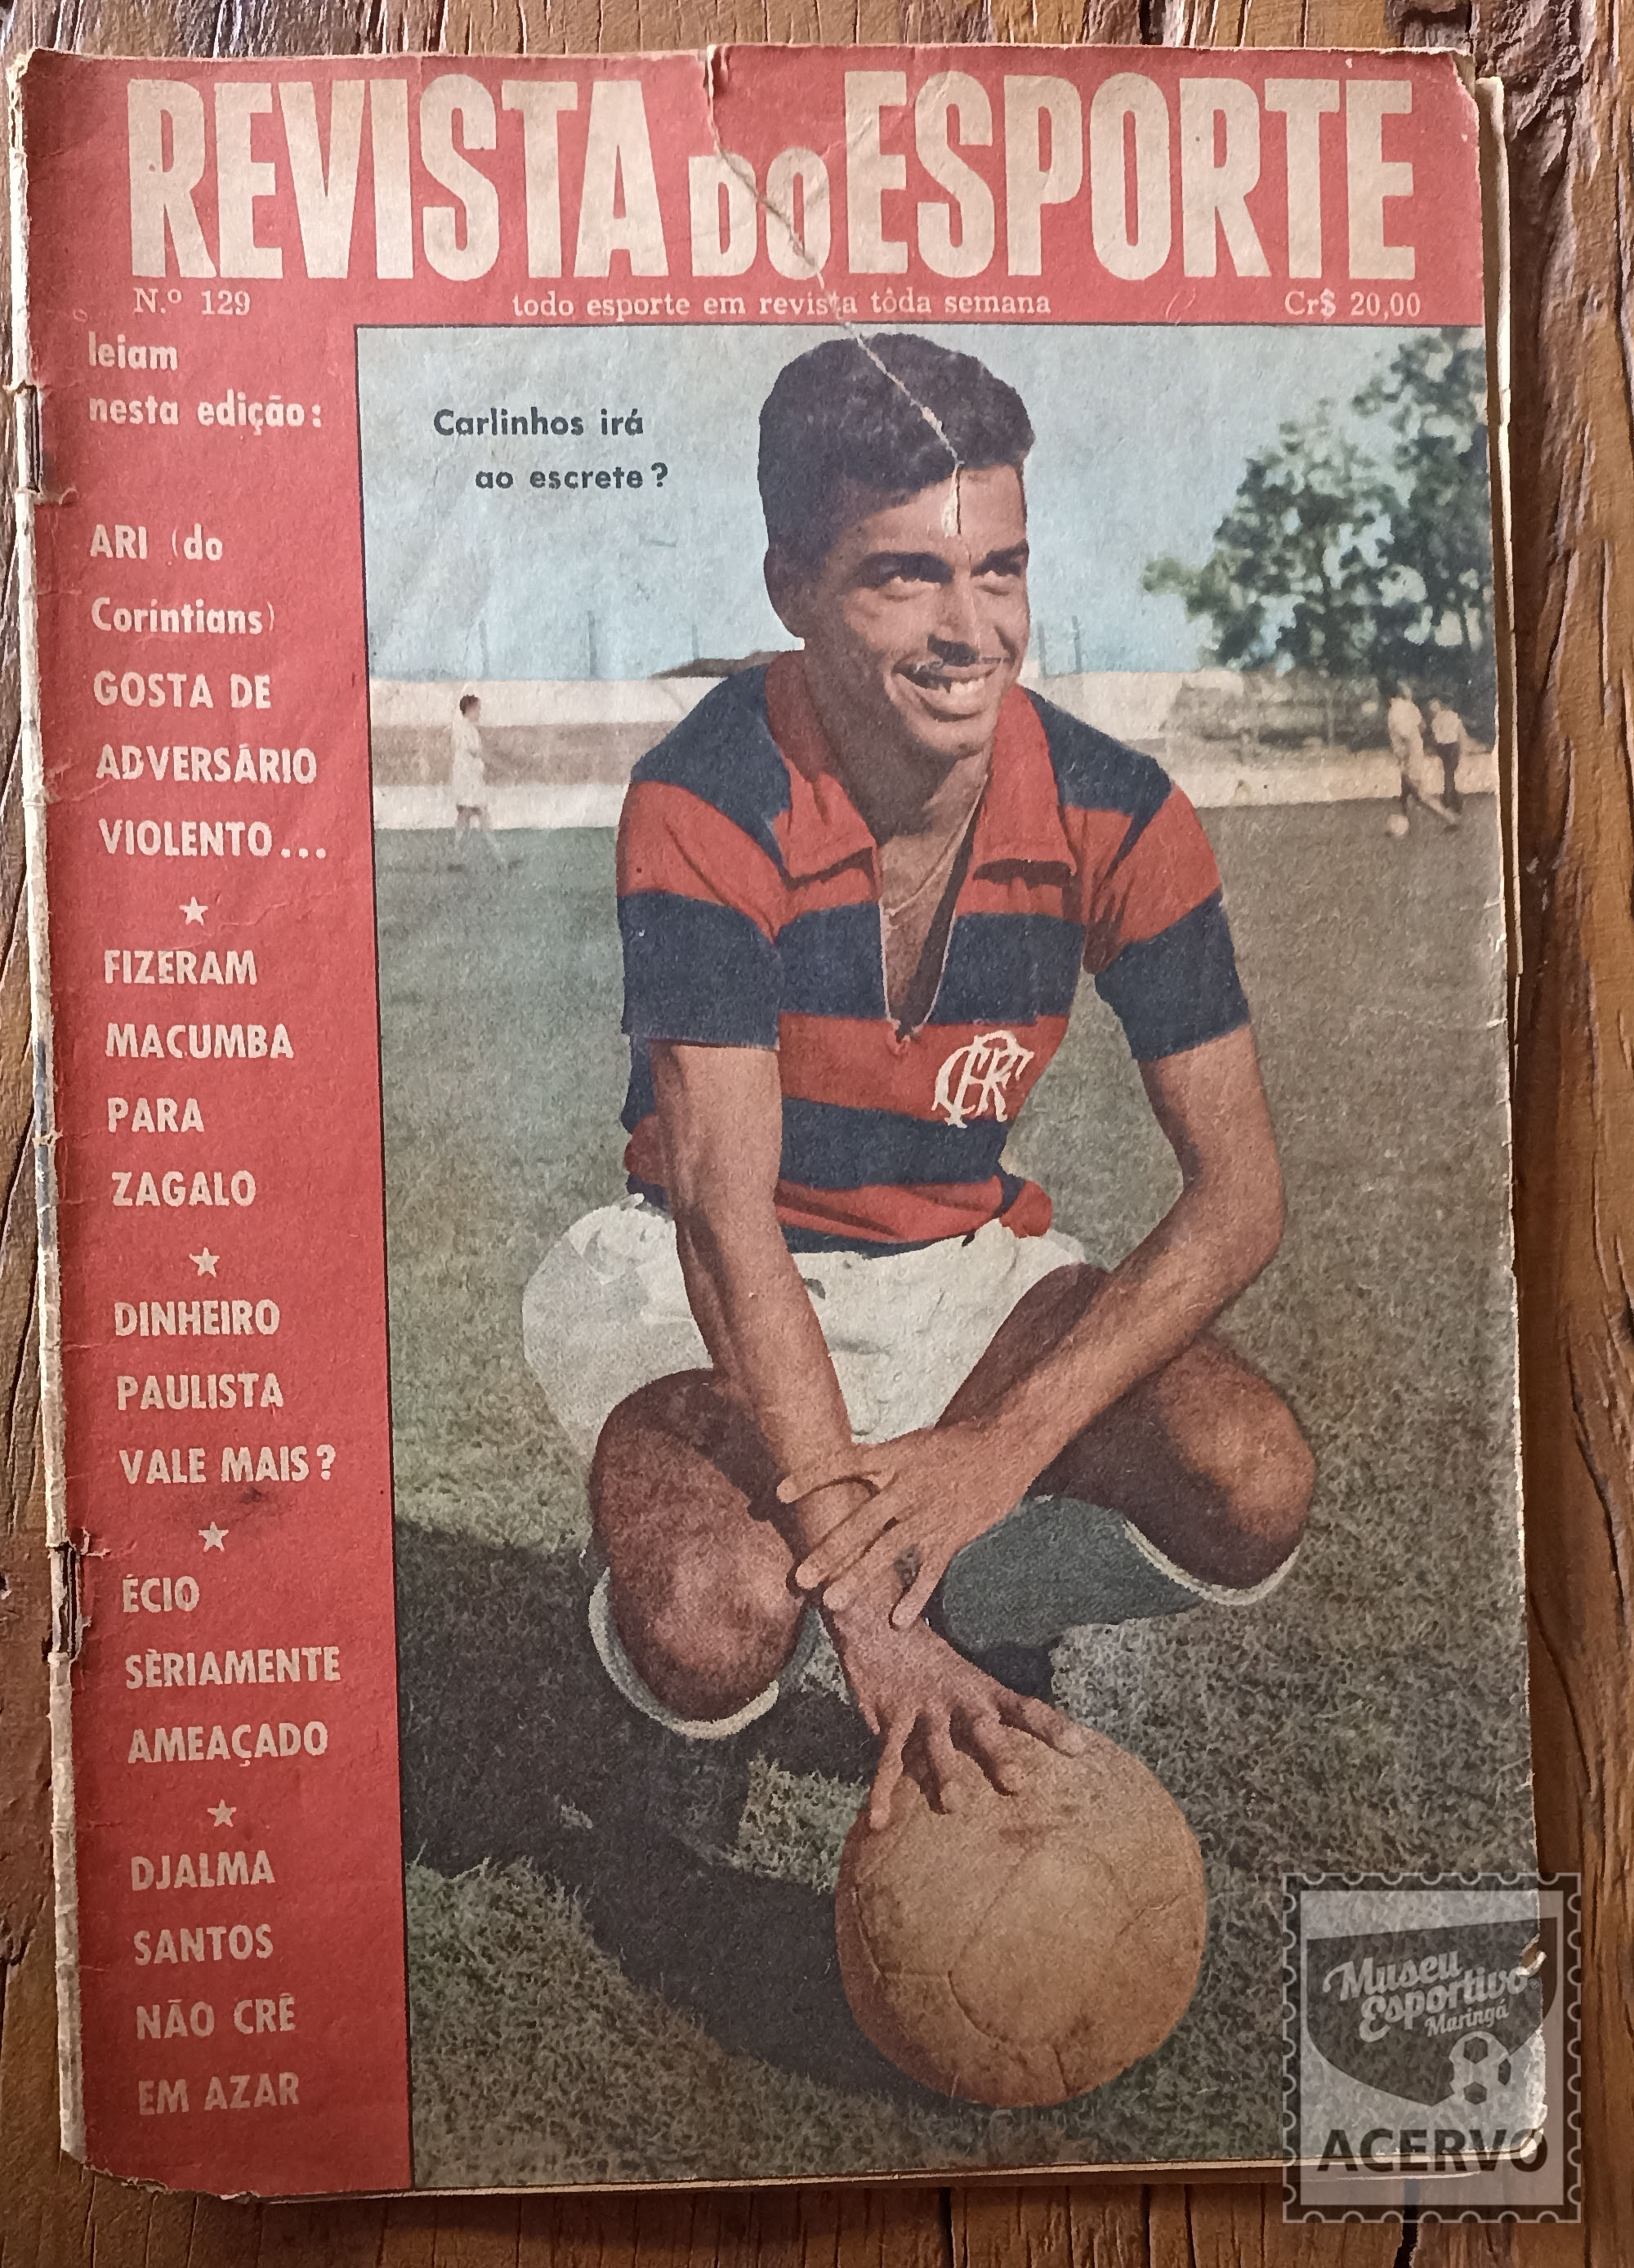 REVISTA DO ESPORTE
N.º 129
todo esporte em revista tôda semana
Cr$ 20,00
leiam
nesta edição:
ARI (do
Corintians)
GOSTA DE
ADVERSÁRIO
VIOLENTO...
FIZERAM
MACUMBA
PARA
ZAGALO
DINHEIRO
PAULISTA
VALE MAIS?
ÉCIO
SÈRIAMENTE
AMEAÇADO
DJALMA
SANTOS
NÃO CRÊ
EM AZAR
Carlinhos irá
ao escrete?
CRF
Museu
Esportivo
Maringá
ACERVO